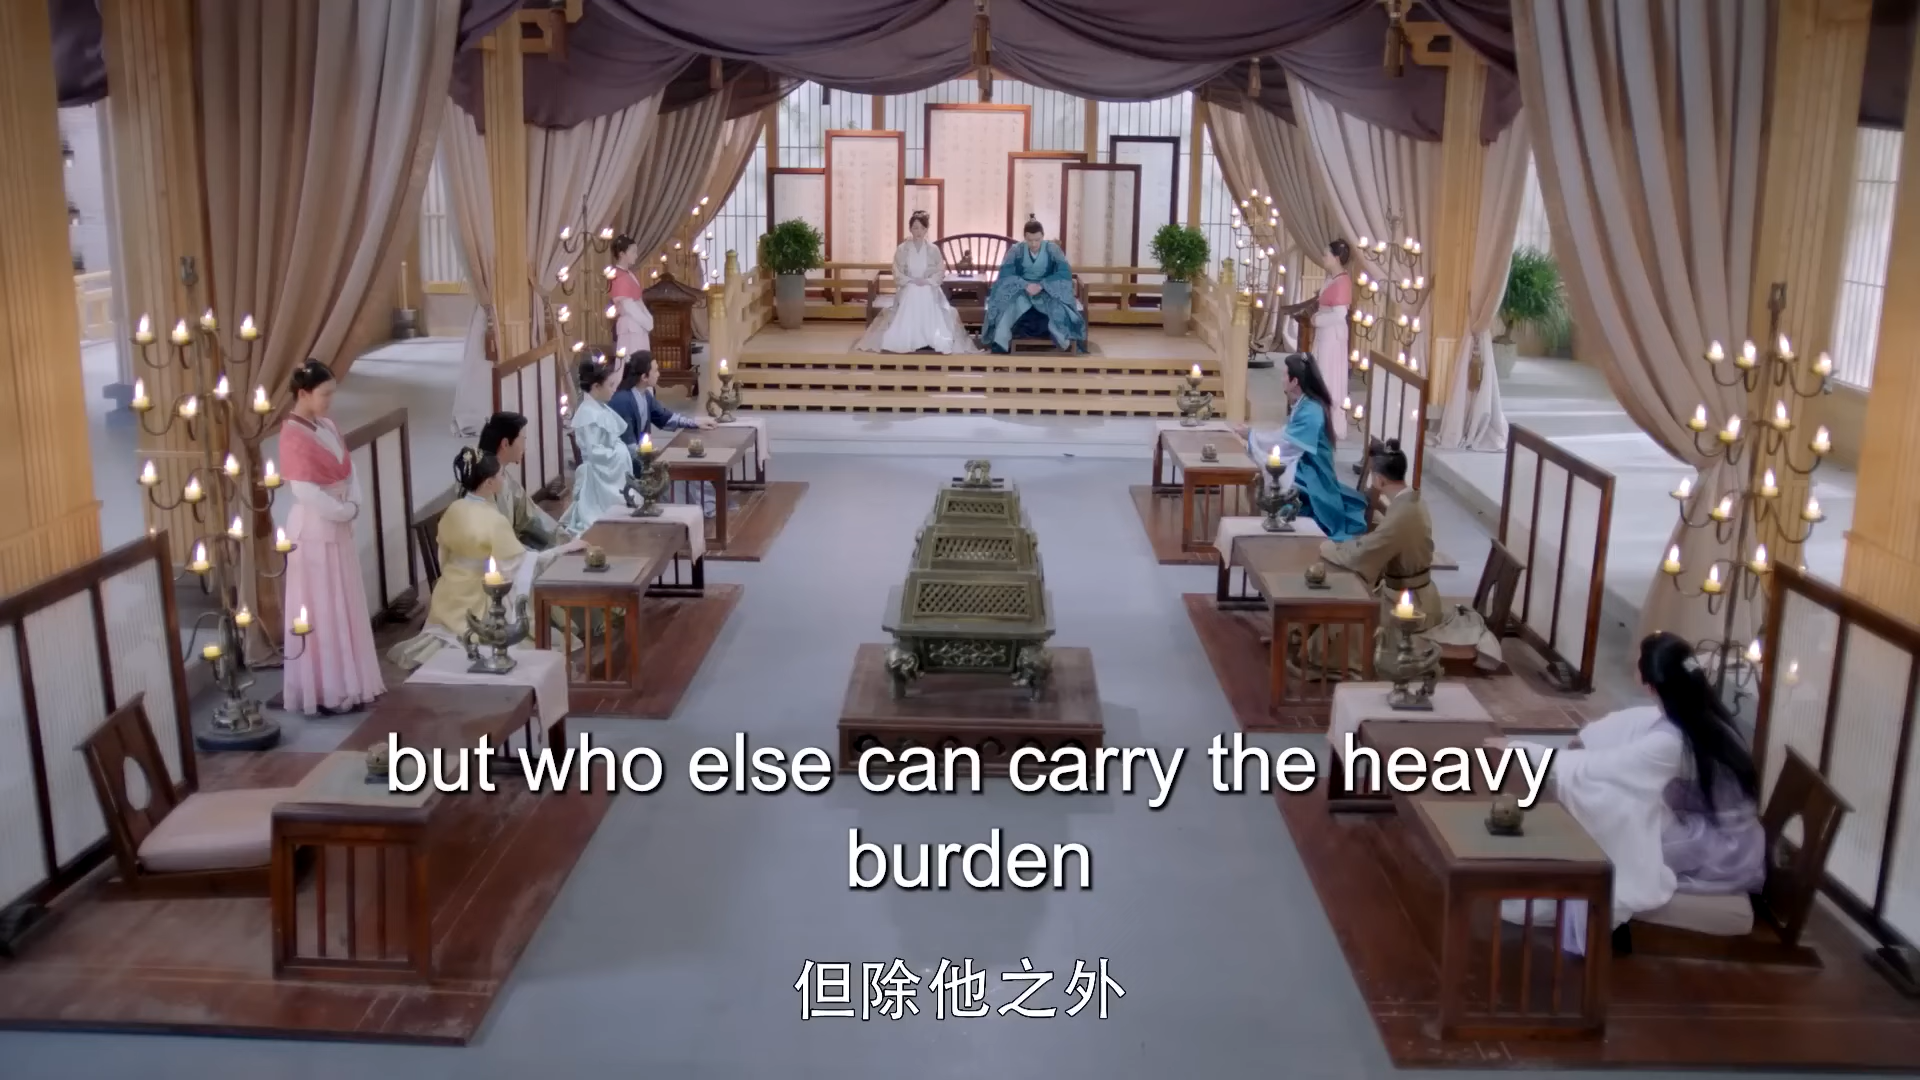 but who else can carry the heavy
burden
但除他之外